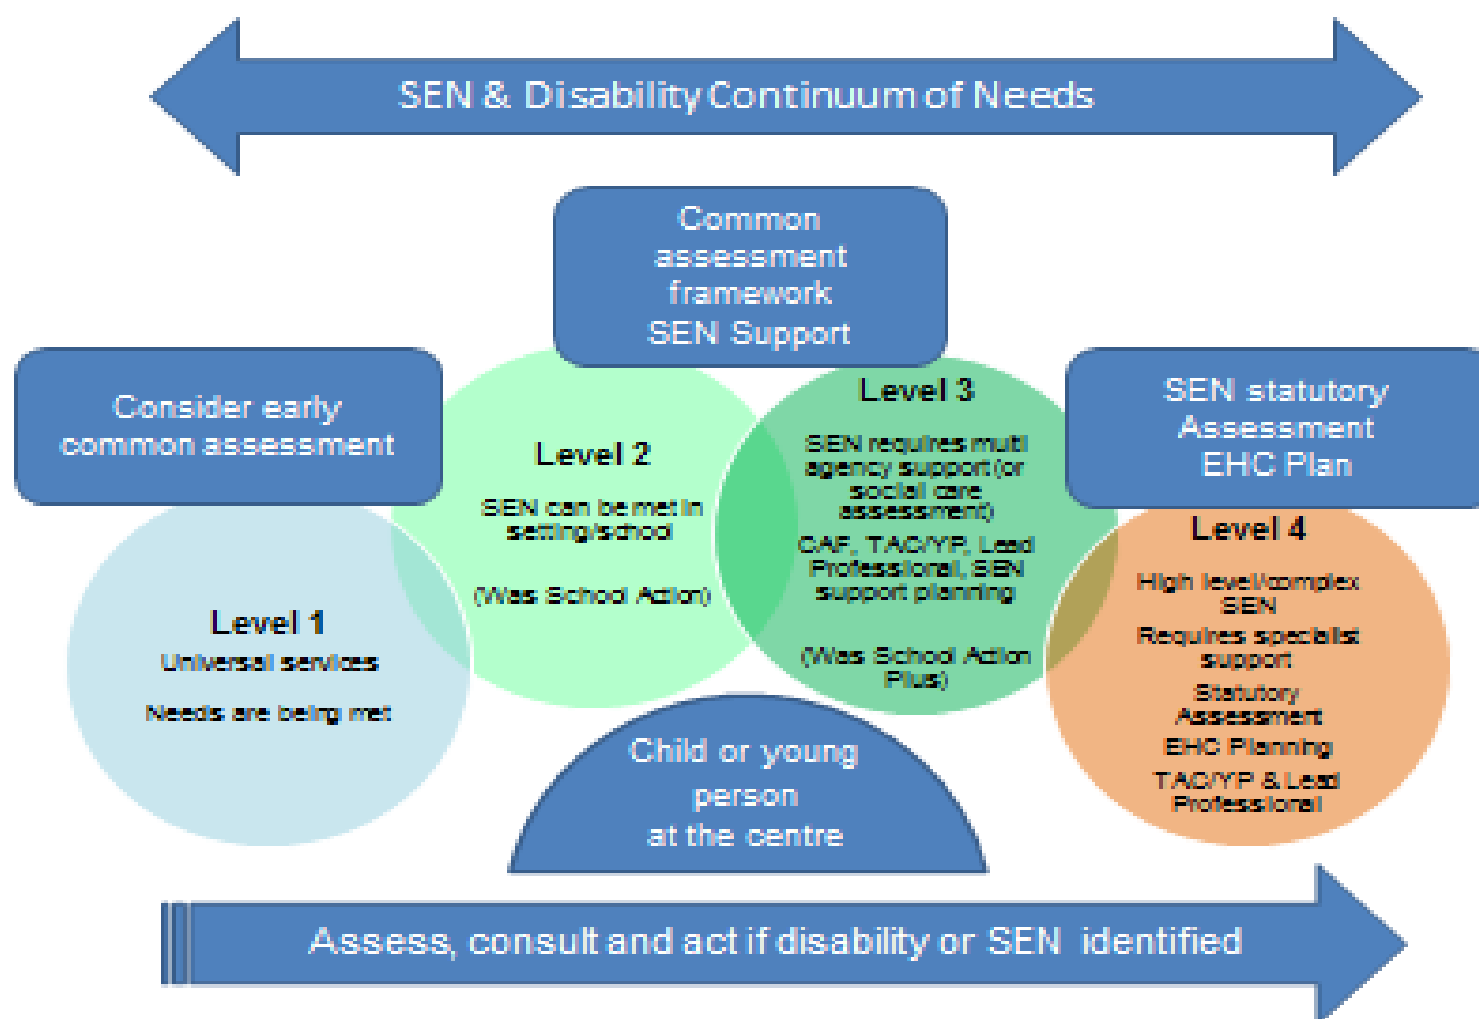 SEN & Disability Continuum of Needs
Common
assessment
framework
SEN Support
Consider early
common assessment
SEN statutory
Assessment
EHC Plan
Level 1
Universal services
Needs are being met
Level 2
SEN can be met in
setting/school
(Was School Action)
Level 3
SEN requires multi
agency support (or
social care
assessment)
CAF, TAC/YP, Lead
Professional, SEN
support planning
(Was School Action
Plus)
Level 4
High level/complex
SEN
Requires specialist
support
Statutory
Assessment
EHC Planning
TAC/YP & Lead
Professional
Child or young
person
at the centre
Assess, consult and act if disability or SEN identified